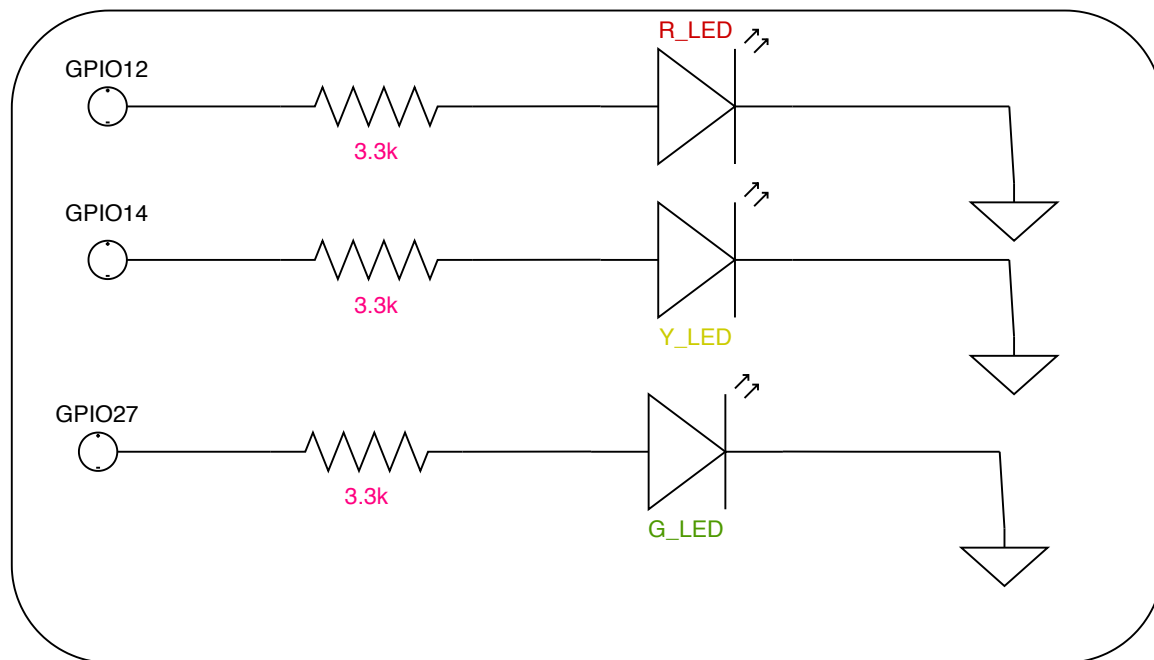 R_LED
GPIO12
3.3k
GPIO14
3.3k
Y_LED
GPIO27
3.3k
G_LED